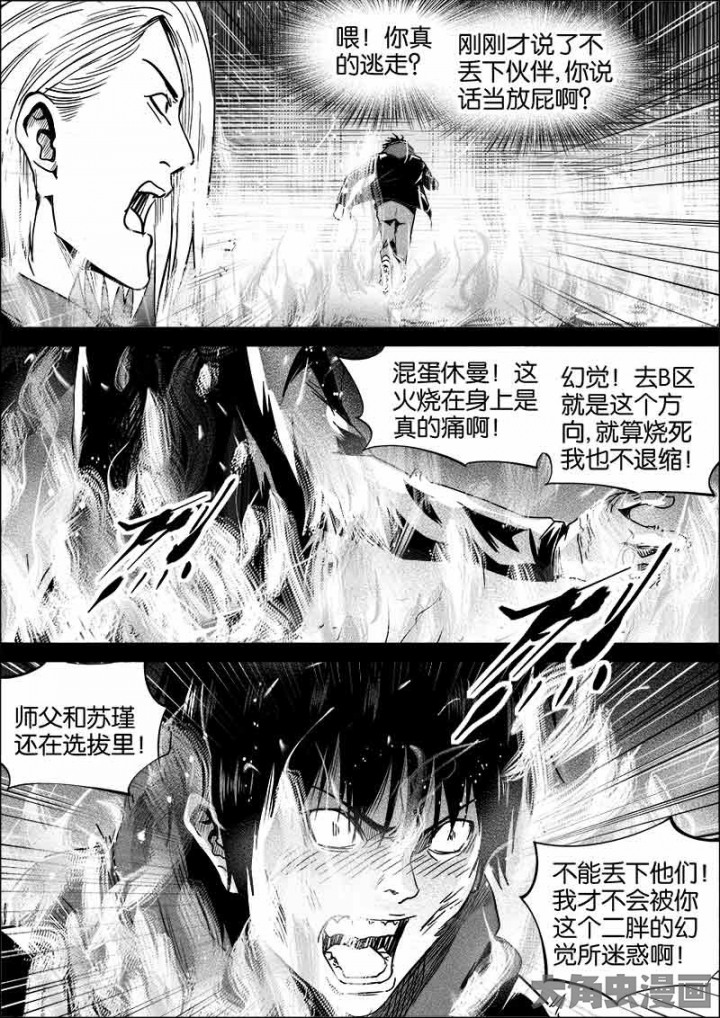 喂！你真
的逃走？
刚刚才说了不
丢下伙伴,你说
话当放屁啊？
混蛋休曼！这
火烧在身上是
真的痛啊！
幻觉！去B区
就是这个方
向,就算烧死
我也不退缩！
师父和苏瑾
还在选拔里！
不能丢下他们！
我才不会被你
这个二胖的幻
觉所迷惑啊！
大角虫漫画